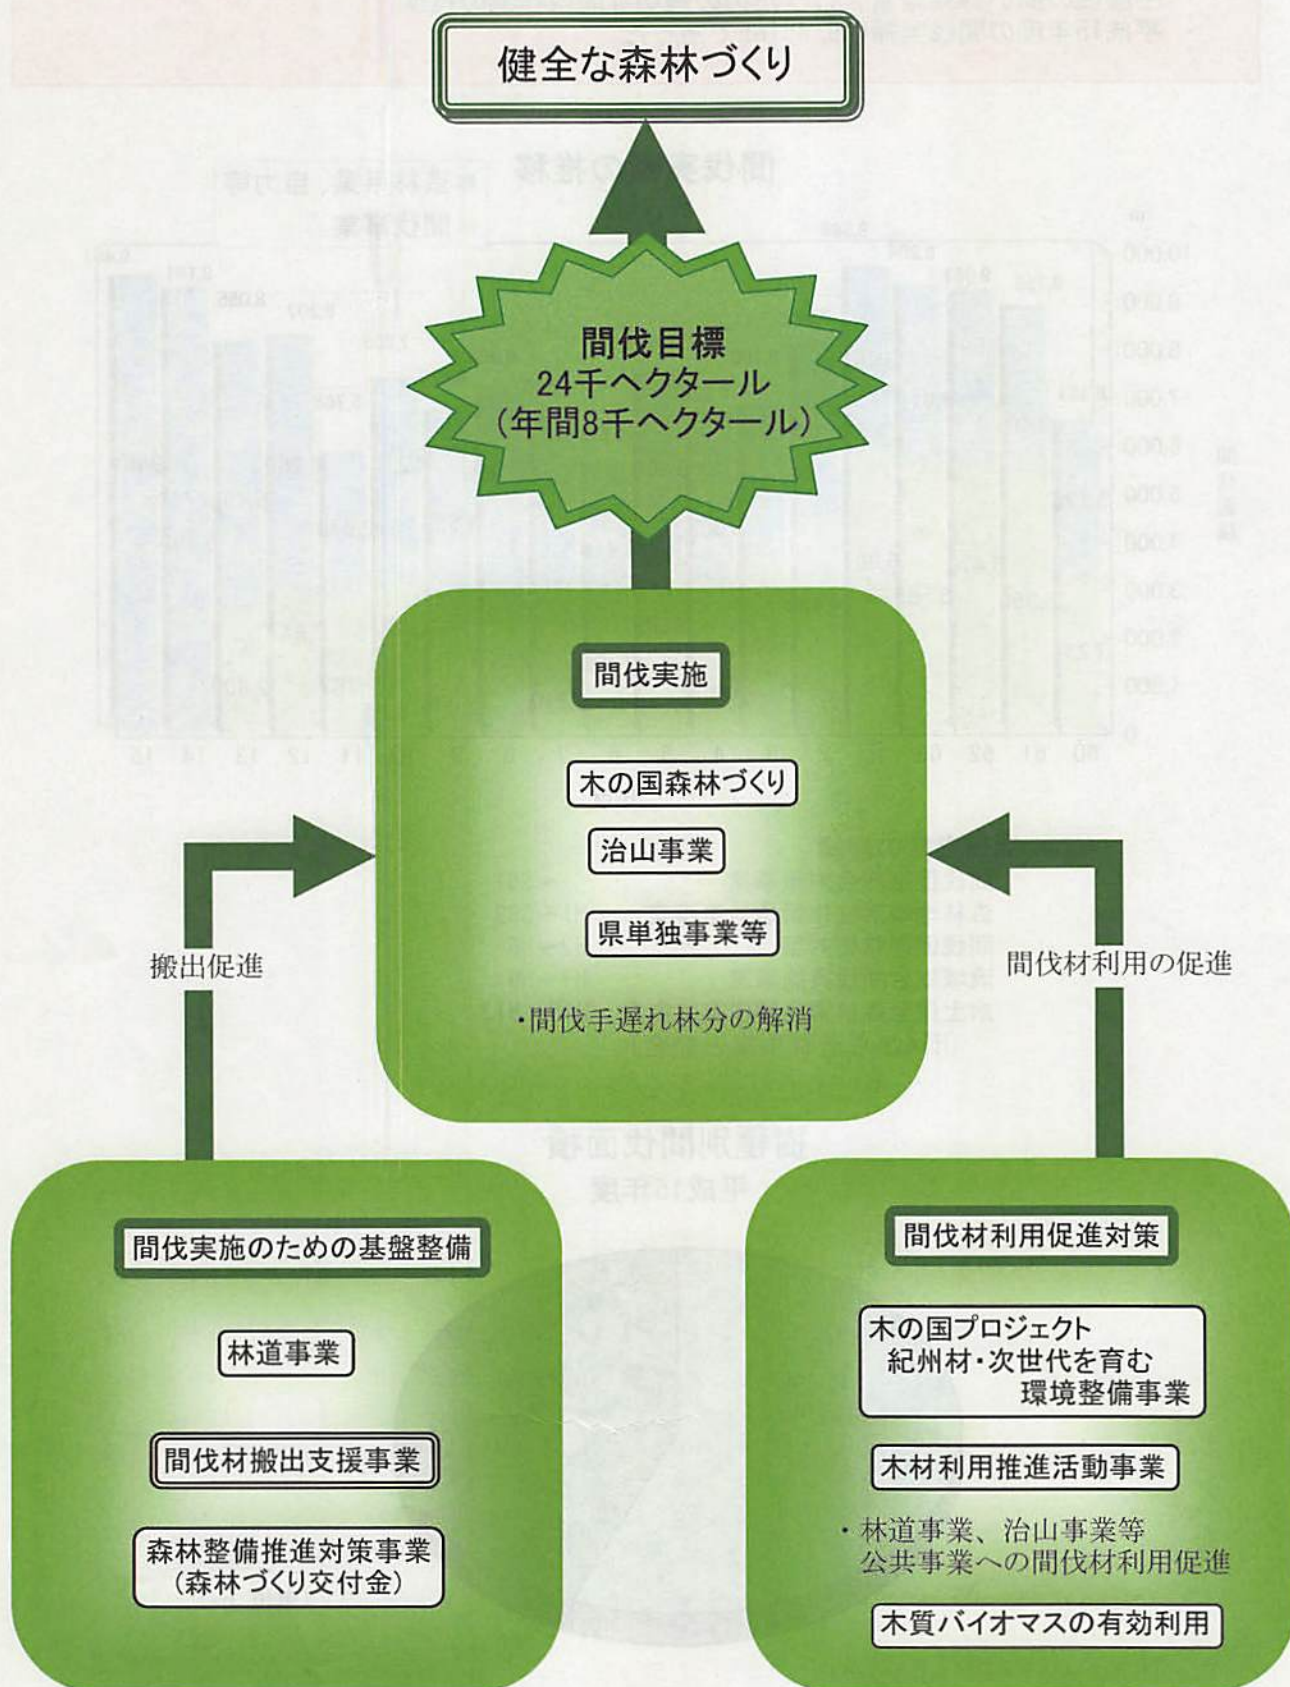 健全な森林づくり
間伐目標
24千ヘクタール
(年間8千ヘクタール)
間伐実施
木の国森林づくり
治山事業
県単独事業等
・間伐手遅れ林分の解消
搬出促進
間伐材利用の促進
間伐実施のための基盤整備
林道事業
間伐材搬出支援事業
森林整備推進対策事業
(森林づくり交付金)
間伐材利用促進対策
木の国プロジェクト
紀州材・次世代を育む
環境整備事業
木材利用推進活動事業
・林道事業、治山事業等
公共事業への間伐材利用促進
木質バイオマスの有効利用